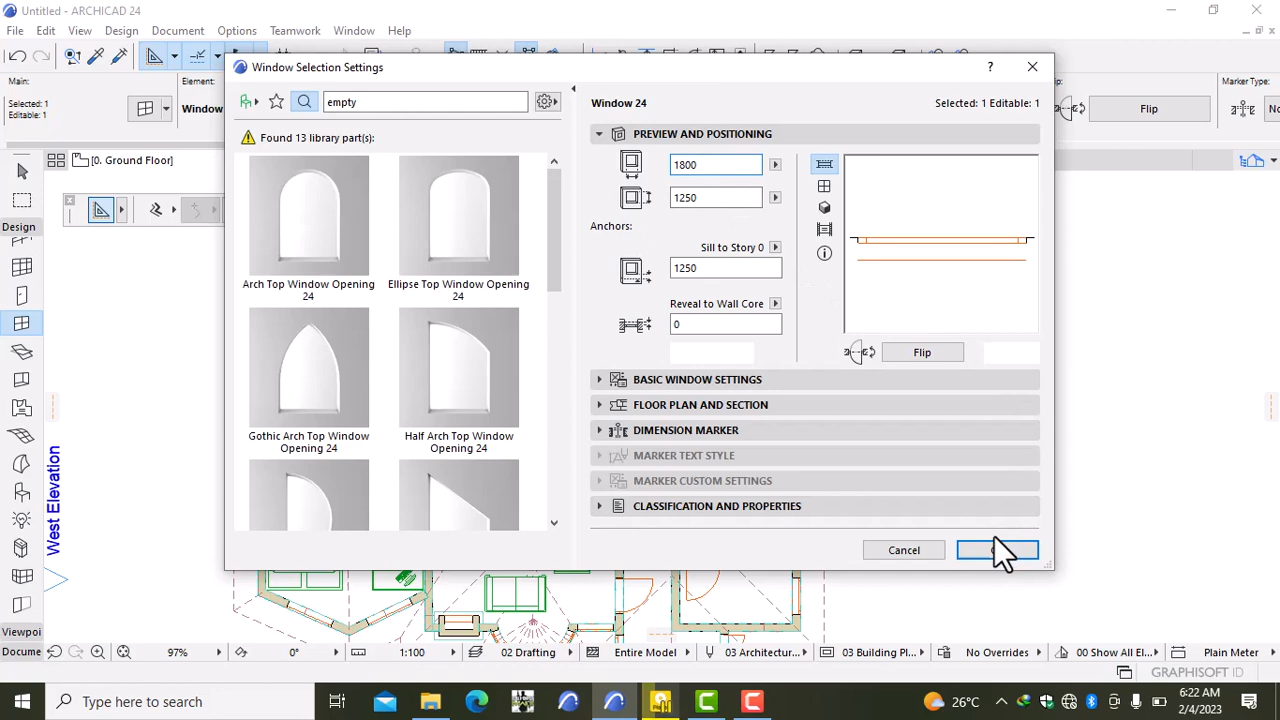 Untitled - ARCHICAD 24
File Edit View Design Document Options Teamwork Window Help
Main:
Selected: 1
Editable: 1
Element:
Window
Marker Type:
Flip
[0. Ground Floor]
Design
Viewpoi
Docume
West Elevation
Window Selection Settings
?
empty
Found 13 library part(s):
Arch Top Window Opening 24
Ellipse Top Window Opening 24
Gothic Arch Top Window Opening 24
Half Arch Top Window Opening 24
Window 24
Selected: 1 Editable: 1
PREVIEW AND POSITIONING
1800
1250
Anchors:
Sill to Story 0
1250
Reveal to Wall Core
0
Flip
BASIC WINDOW SETTINGS
FLOOR PLAN AND SECTION
DIMENSION MARKER
MARKER TEXT STYLE
MARKER CUSTOM SETTINGS
CLASSIFICATION AND PROPERTIES
Cancel
97% 0° 1:100 02 Drafting Entire Model 03 Architectur... 03 Building Pl... No Overrides 00 Show All El... Plain Meter
GRAPHISOFT ID
Type here to search
26°C
6:22 AM
2/4/2023